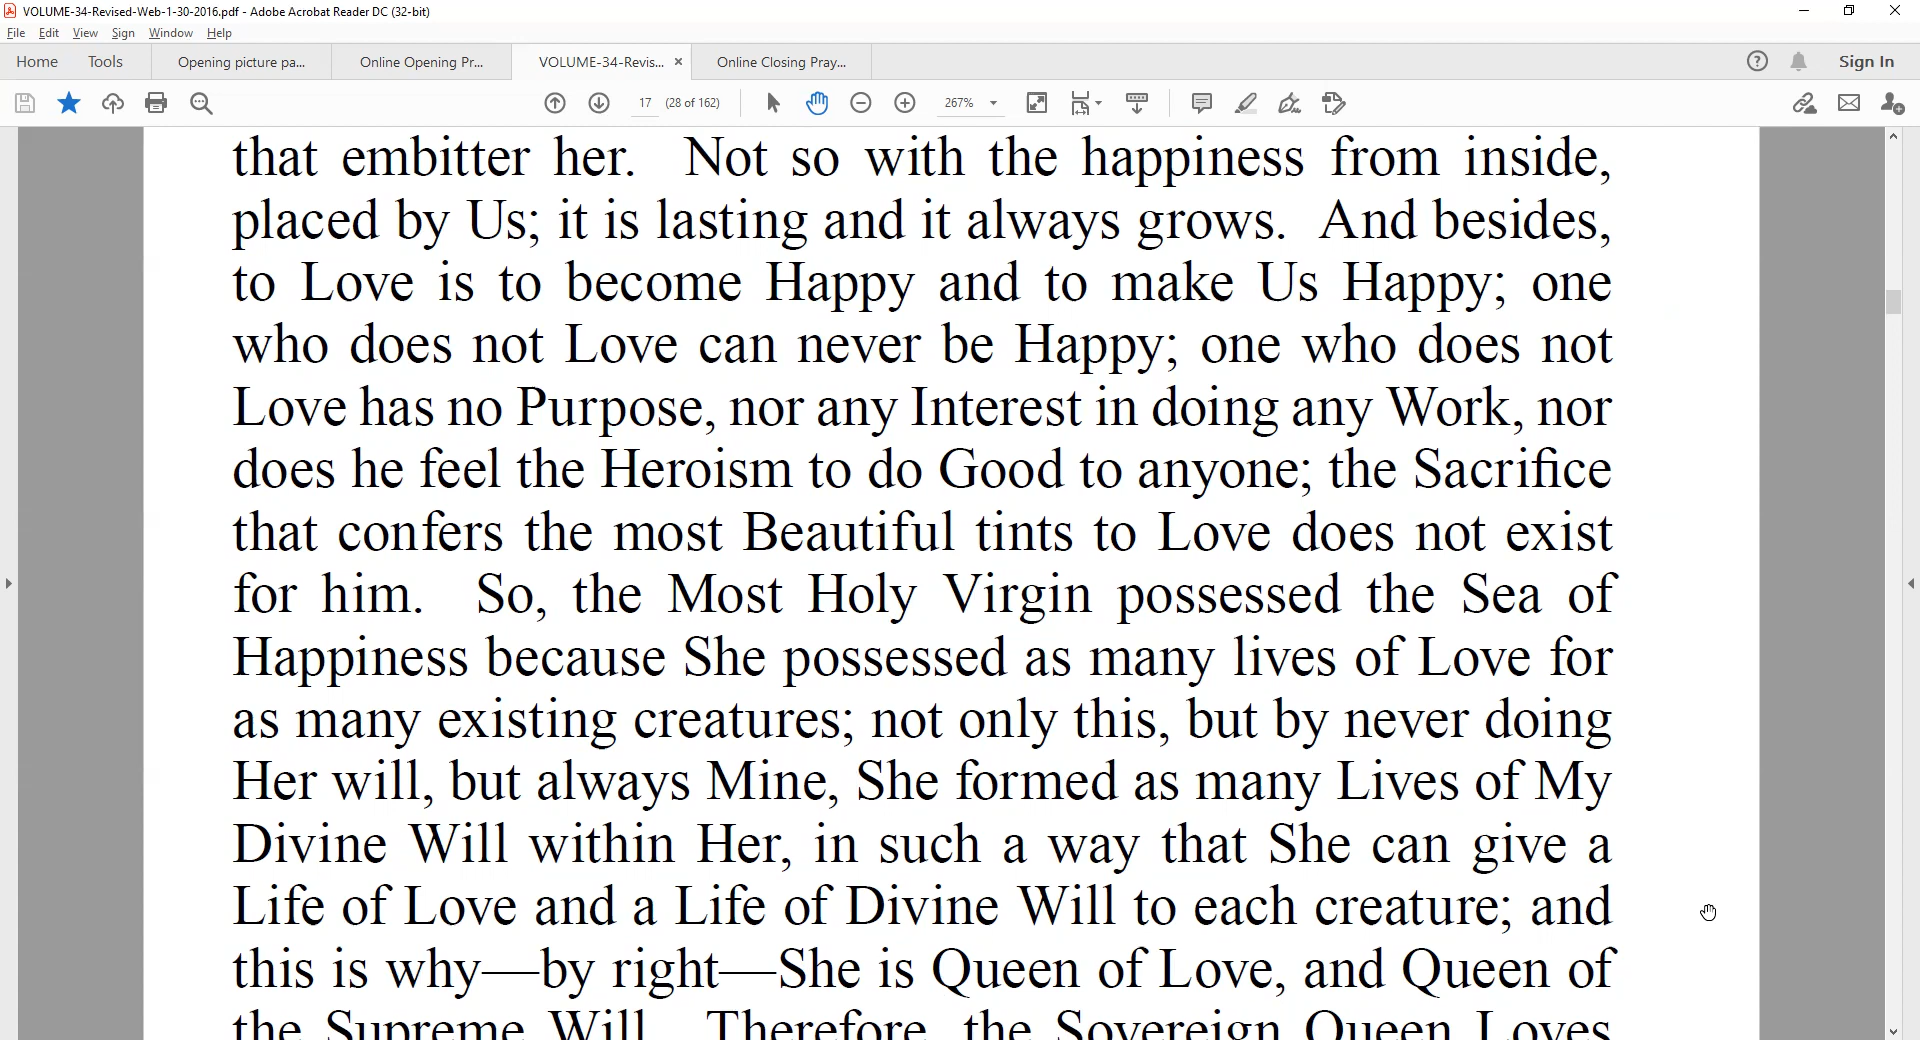 VOLUME-34-Revised-Web-1-30-2016.pdf - Adobe Acrobat Reader DC (32-bit)
File Edit View Sign Window Help
Home Tools Opening picture pa... Online Opening Pr... VOLUME-34-Revis... × Online Closing Pray... ? Sign In
17 (28 of 162) 267%
that embitter her. Not so with the happiness from inside,
placed by Us; it is lasting and it always grows. And besides,
to Love is to become Happy and to make Us Happy; one
who does not Love can never be Happy; one who does not
Love has no Purpose, nor any Interest in doing any Work, nor
does he feel the Heroism to do Good to anyone; the Sacrifice
that confers the most Beautiful tints to Love does not exist
for him. So, the Most Holy Virgin possessed the Sea of
Happiness because She possessed as many lives of Love for
as many existing creatures; not only this, but by never doing
Her will, but always Mine, She formed as many Lives of My
Divine Will within Her, in such a way that She can give a
Life of Love and a Life of Divine Will to each creature; and
this is why—by right—She is Queen of Love, and Queen of
the Supreme Will. Therefore, the Sovereign Queen Loves